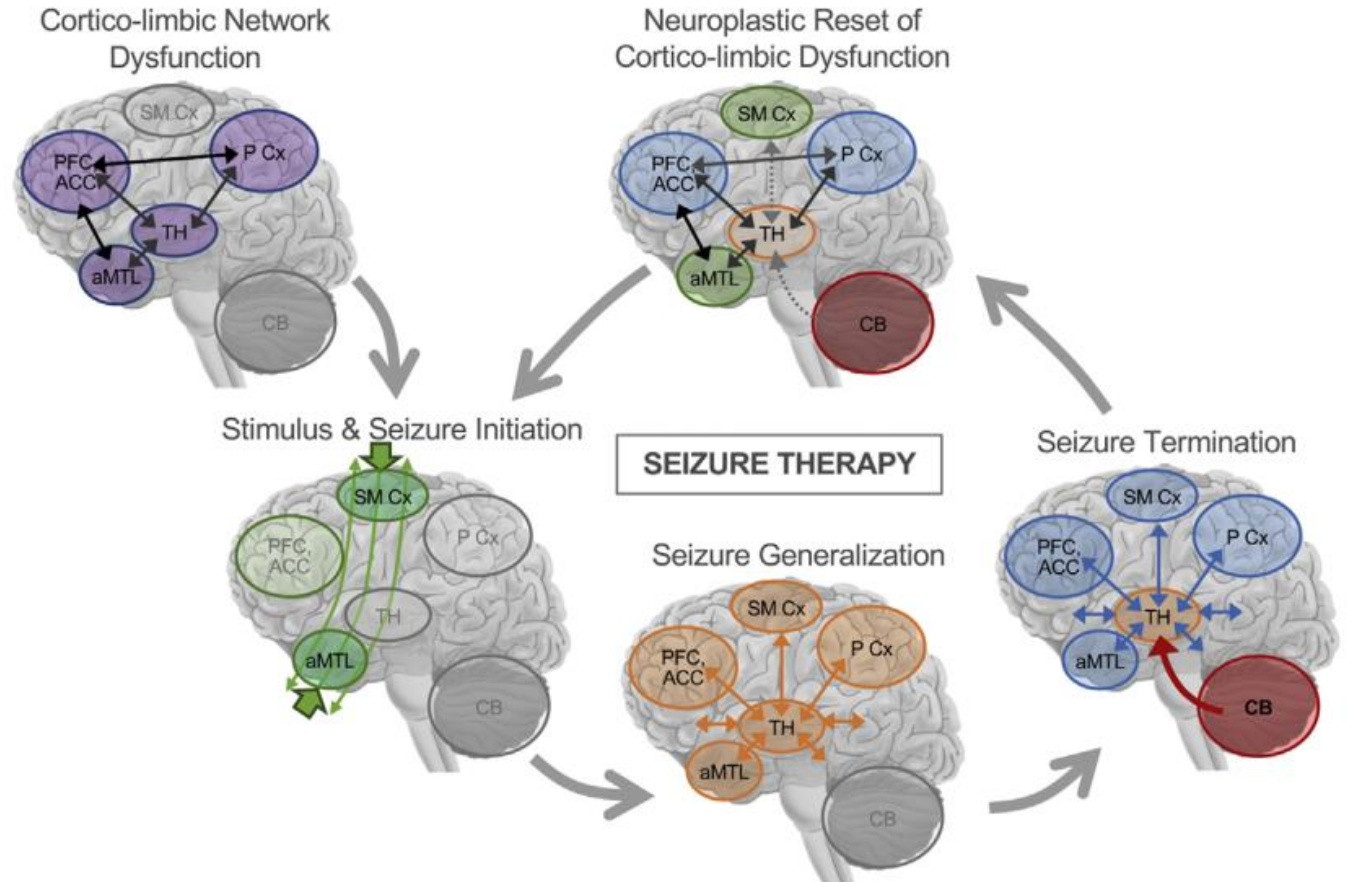 Cortico-limbic Network
Dysfunction
SM Cx
PFC,
ACC
P Cx
TH
aMTL
CB
Neuroplastic Reset of
Cortico-limbic Dysfunction
SM Cx
PFC,
ACC
P Cx
TH
aMTL
CB
Stimulus & Seizure Initiation
SM Cx
PFC,
ACC
P Cx
TH
aMTL
CB
SEIZURE THERAPY
Seizure Generalization
SM Cx
PFC,
ACC
P Cx
TH
aMTL
CB
Seizure Termination
SM Cx
PFC,
ACC
P Cx
TH
aMTL
CB